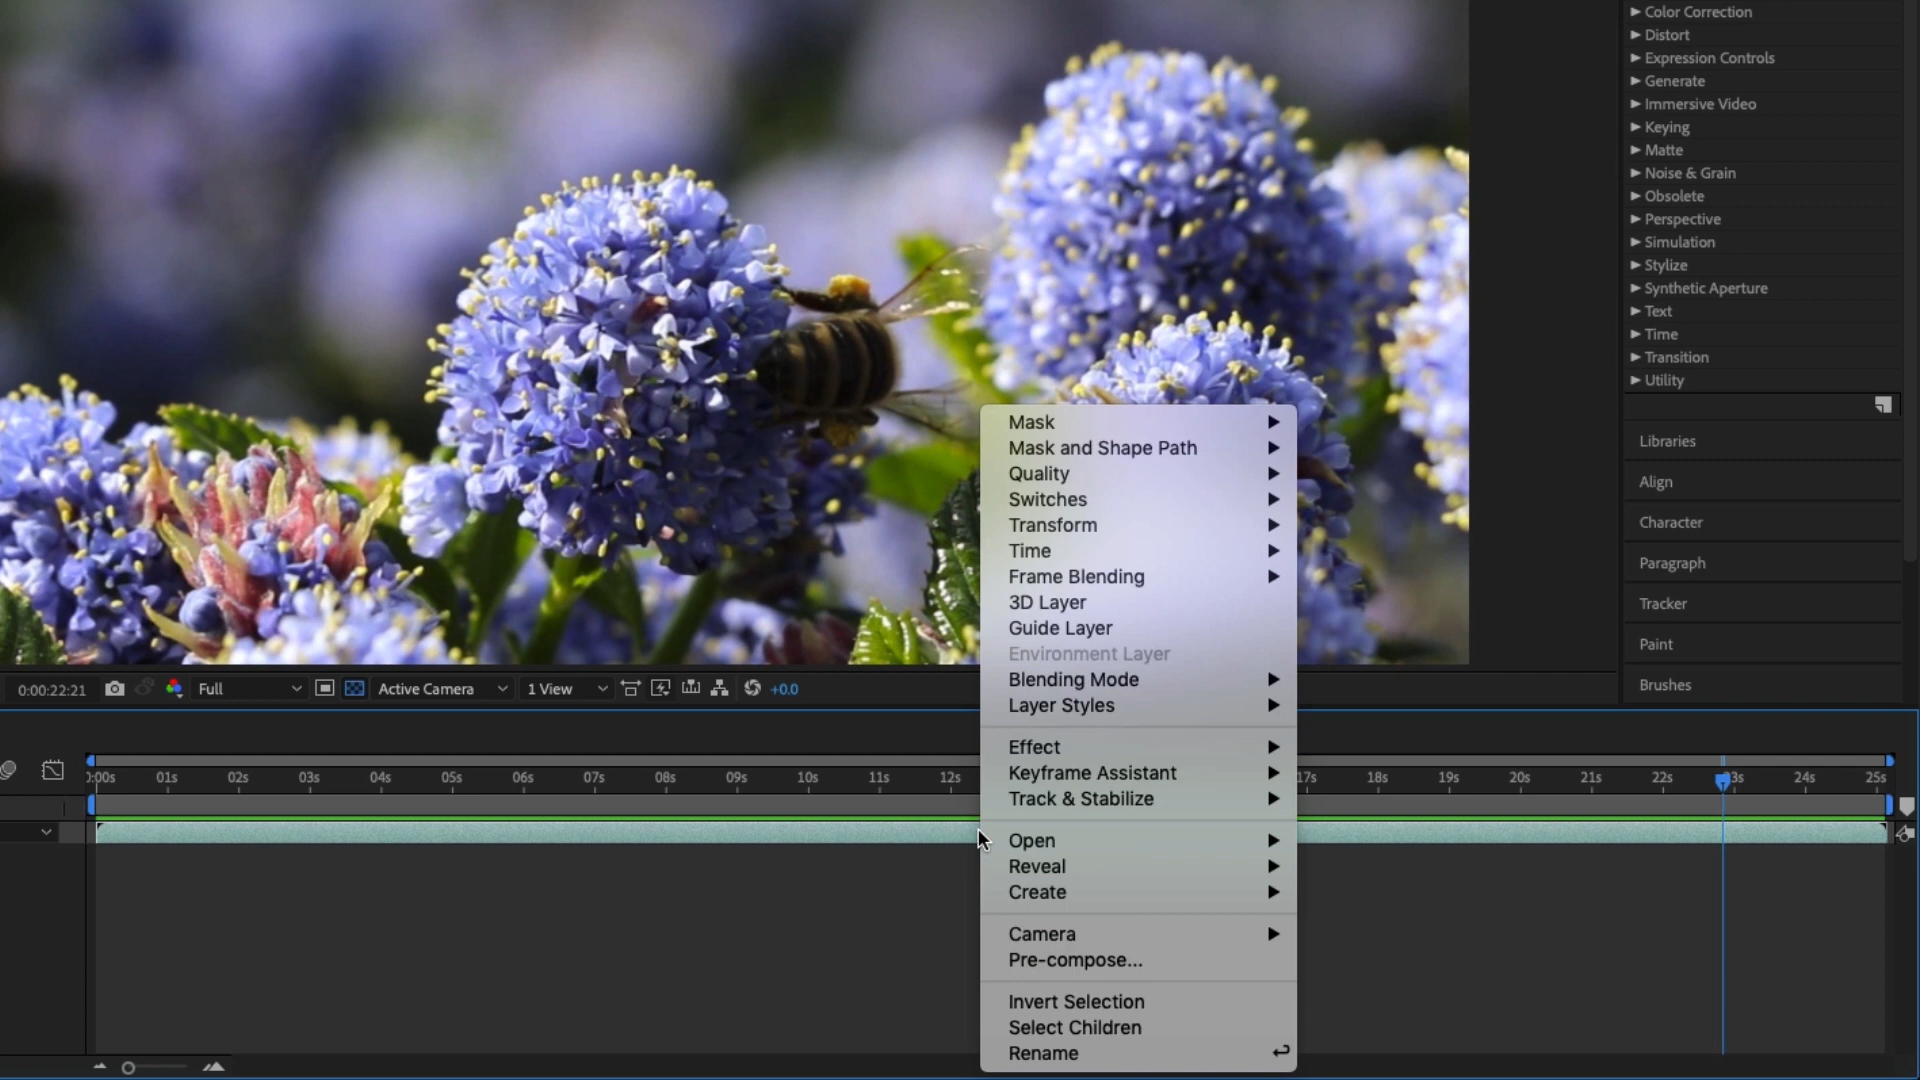 Color Correction
Distort
Expression Controls
Generate
Immersive Video
Keying
Matte
Noise & Grain
Obsolete
Perspective
Simulation
Stylize
Synthetic Aperture
Text
Time
Transition
Utility
Libraries
Align
Character
Paragraph
Tracker
Paint
Brushes
Mask
Mask and Shape Path
Quality
Switches
Transform
Time
Frame Blending
3D Layer
Guide Layer
Environment Layer
Blending Mode
Layer Styles
Effect
Keyframe Assistant
Track & Stabilize
Open
Reveal
Create
Camera
Pre-compose...
Invert Selection
Select Children
Rename
0:00:22:21 Full Active Camera 1 View +0.0
0:00s 01s 02s 03s 04s 05s 06s 07s 08s 09s 10s 11s 12s 17s 18s 19s 20s 21s 22s 23s 24s 25s